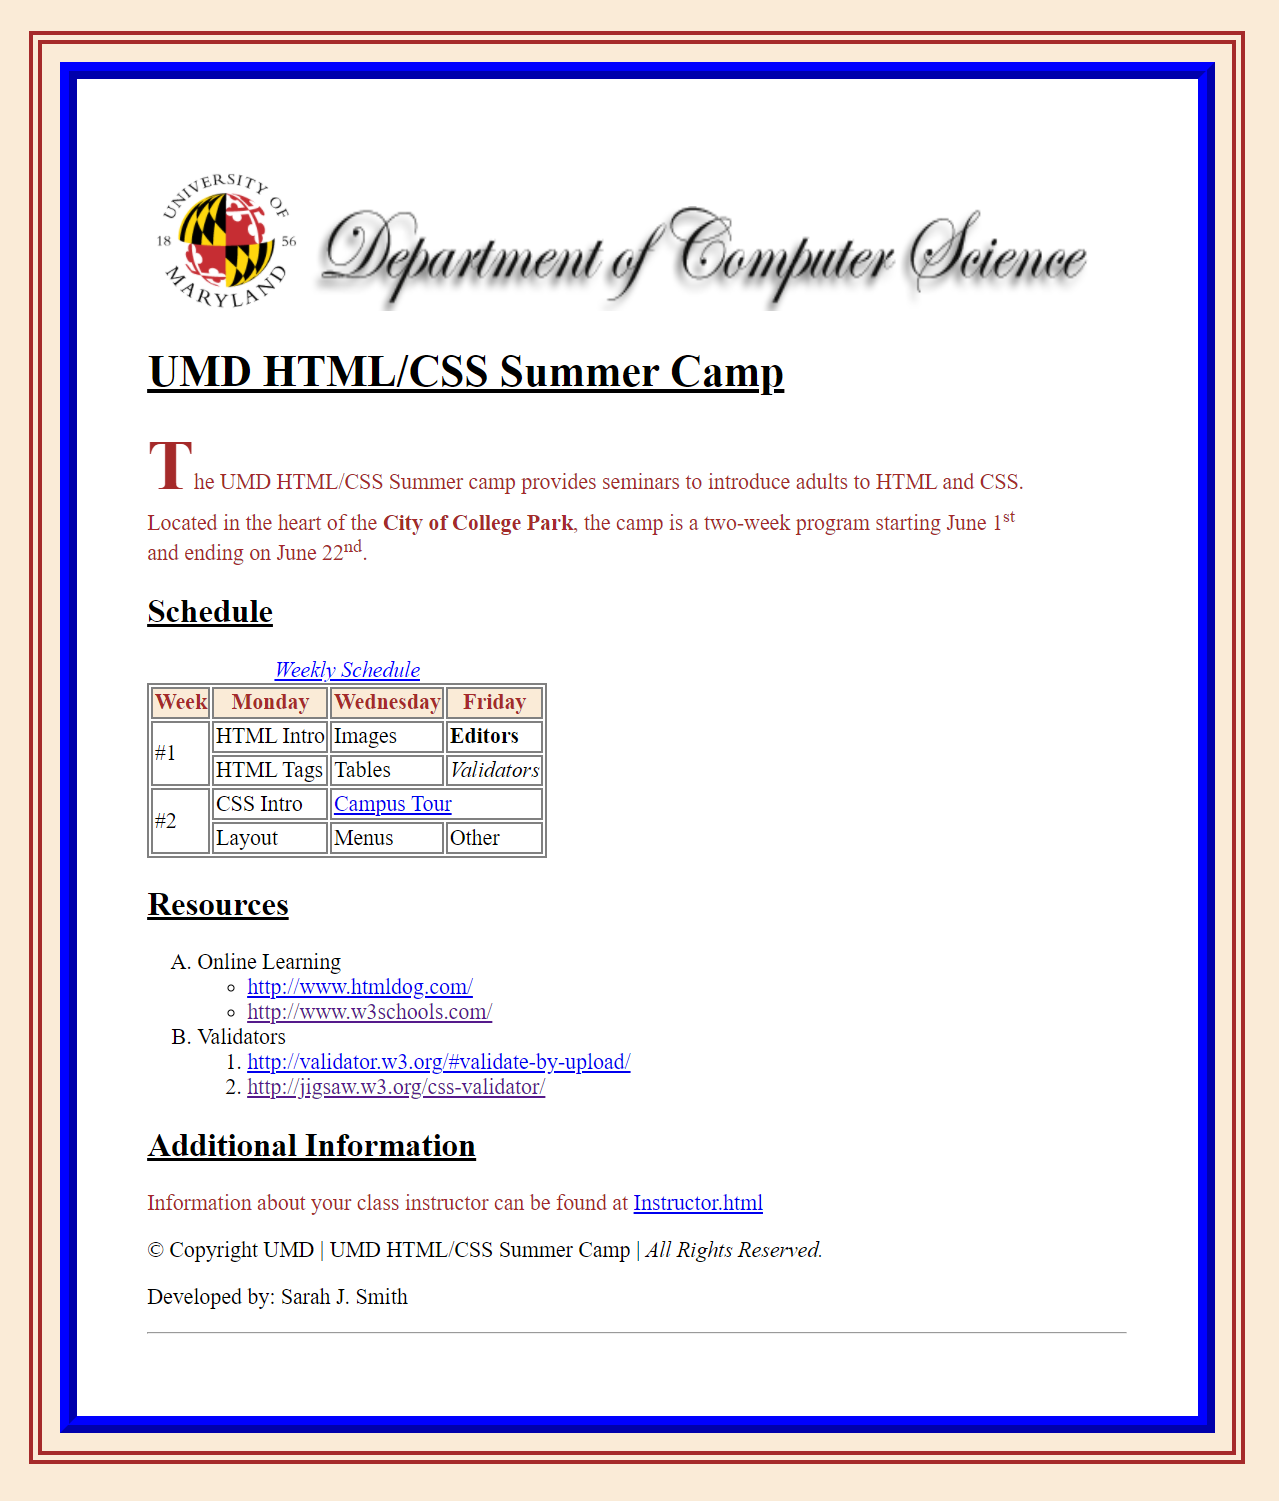 UNIVERSITY OF
18 56
MARYLAND
Department of Computer Science
UMD HTML/CSS Summer Camp
The UMD HTML/CSS Summer camp provides seminars to introduce adults to HTML and CSS.
Located in the heart of the City of College Park, the camp is a two-week program starting June 1st
and ending on June 22nd.
Schedule
Weekly Schedule
Week Monday Wednesday Friday
#1 HTML Intro Images Editors
HTML Tags Tables Validators
#2 CSS Intro Campus Tour
Layout Menus Other
Resources
A. Online Learning
http://www.htmldog.com/
http://www.w3schools.com/
B. Validators
1. http://validator.w3.org/#validate-by-upload/
2. http://jigsaw.w3.org/css-validator/
Additional Information
Information about your class instructor can be found at Instructor.html
© Copyright UMD | UMD HTML/CSS Summer Camp | All Rights Reserved.
Developed by: Sarah J. Smith